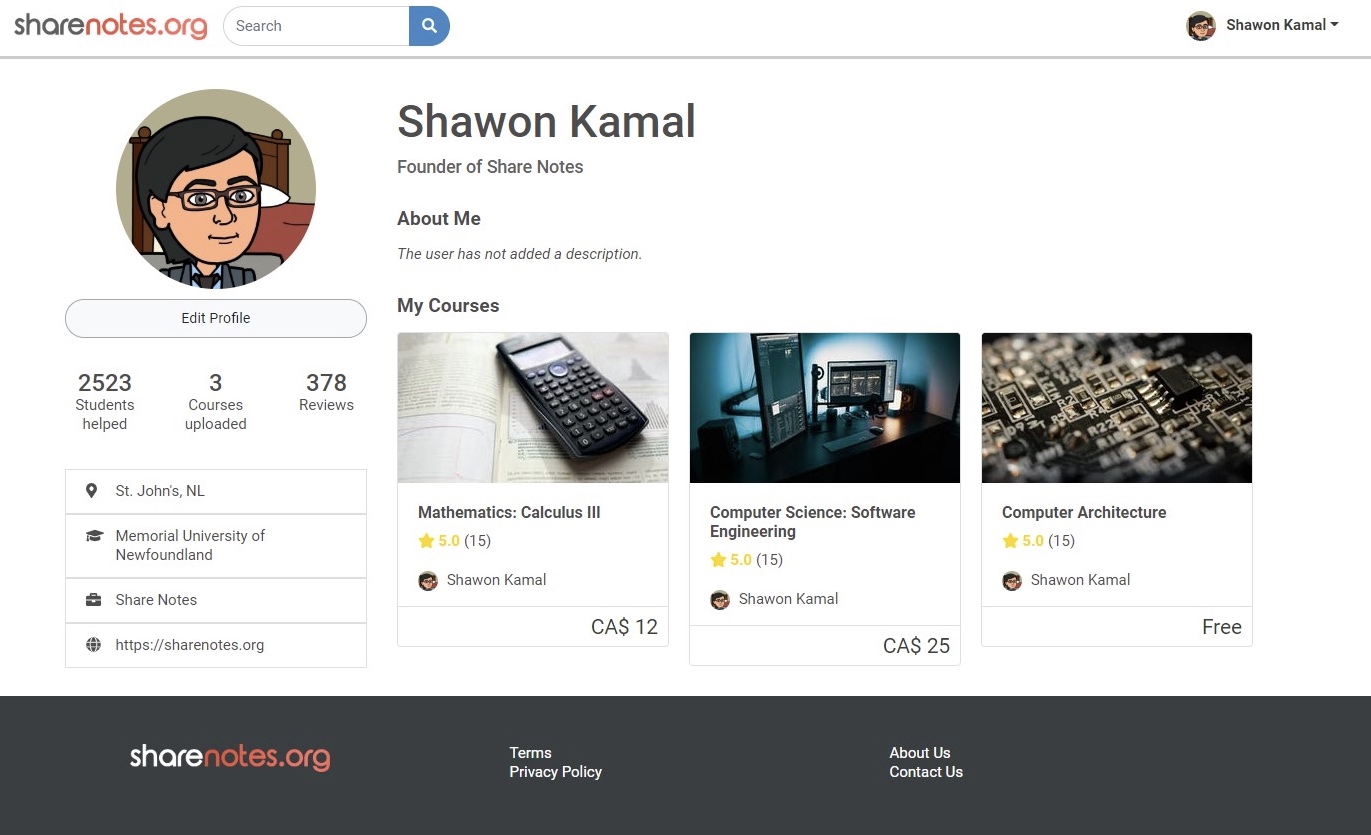 sharenotes.org
Search
Shawon Kamal
Shawon Kamal
Founder of Share Notes
About Me
The user has not added a description.
My Courses
Edit Profile
2523
Students
helped
3
Courses
uploaded
378
Reviews
St. John's, NL
Memorial University of
Newfoundland
Share Notes
https://sharenotes.org
Mathematics: Calculus III
5.0 (15)
Shawon Kamal
CA$ 12
Computer Science: Software
Engineering
5.0 (15)
Shawon Kamal
CA$ 25
R2
R22
Computer Architecture
5.0 (15)
Shawon Kamal
Free
sharenotes.org
Terms
Privacy Policy
About Us
Contact Us